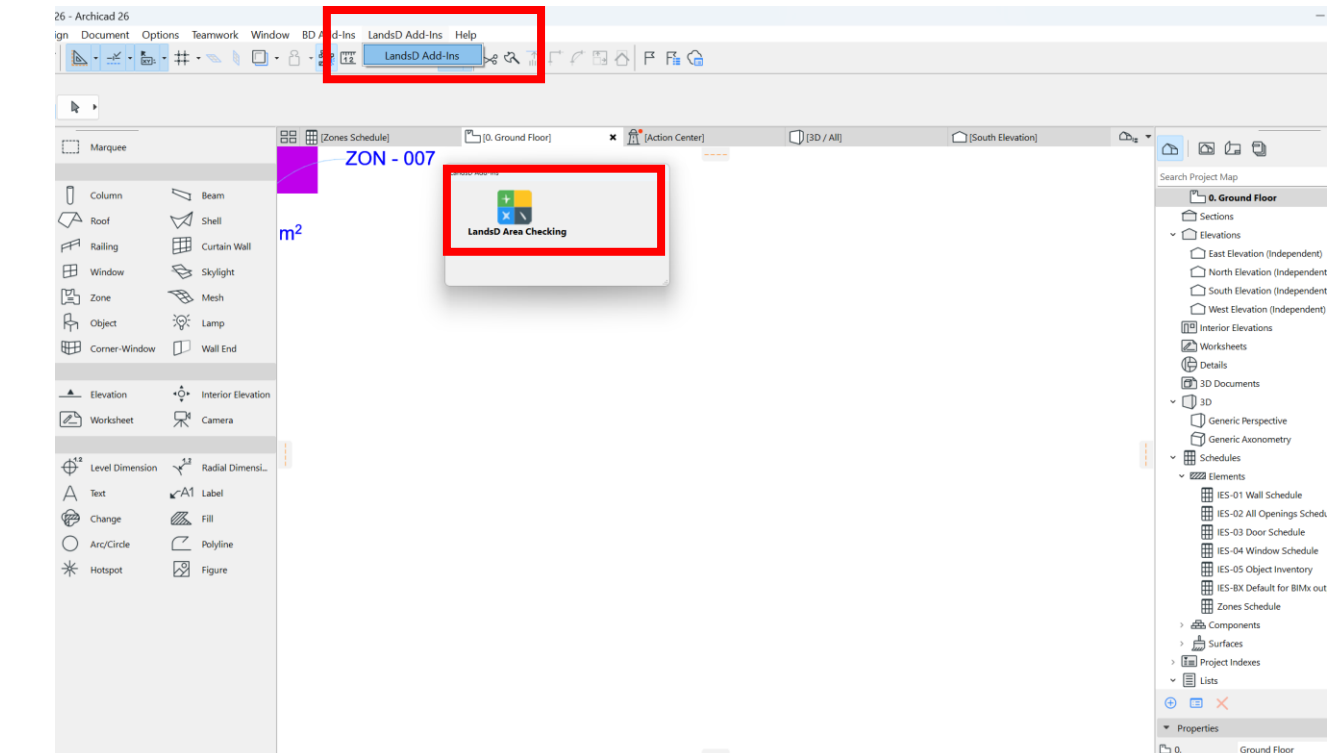 26 - Archicad 26
ign Document Options Teamwork Window BD Add-Ins LandsD Add-Ins Help
LandsD Add-Ins
[Zones Schedule] [0. Ground Floor] [Action Center] [3D / All] [South Elevation]
Marquee
Column Beam
Roof Shell
Railing Curtain Wall
Window Skylight
Zone Mesh
Object Lamp
Corner-Window Wall End
Elevation Interior Elevation
Worksheet Camera
Level Dimension Radial Dimensi...
Text Label
Change Fill
Arc/Circle Polyline
Hotspot Figure
ZON - 007
m²
LandsD Add-Ins
LandsD Area Checking
Search Project Map
0. Ground Floor
Sections
Elevations
East Elevation (Independent)
North Elevation (Independent
South Elevation (Independent
West Elevation (Independent)
Interior Elevations
Worksheets
Details
3D Documents
3D
Generic Perspective
Generic Axonometry
Schedules
Elements
IES-01 Wall Schedule
IES-02 All Openings Schedu
IES-03 Door Schedule
IES-04 Window Schedule
IES-05 Object Inventory
IES-BX Default for BIMx out
Zones Schedule
Components
Surfaces
Project Indexes
Lists
Properties
0. Ground Floor